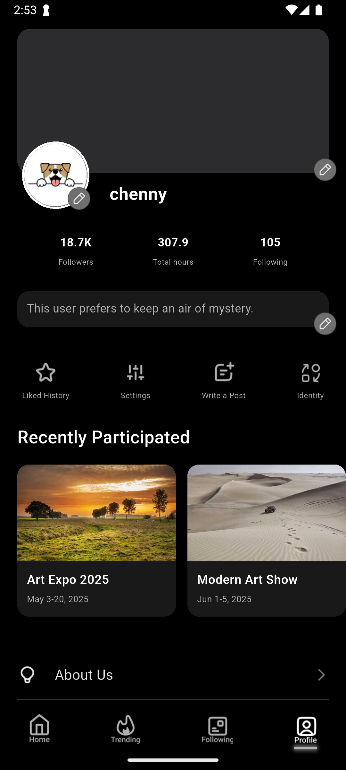 2:53
chenny
18.7K 307.9 105
Followers Total hours Following
This user prefers to keep an air of mystery.
Liked History Settings Write a Post Identity
Recently Participated
Art Expo 2025 Modern Art Show
May 3-20, 2025 Jun 1-5, 2025
About Us
Home Trending Following Profile